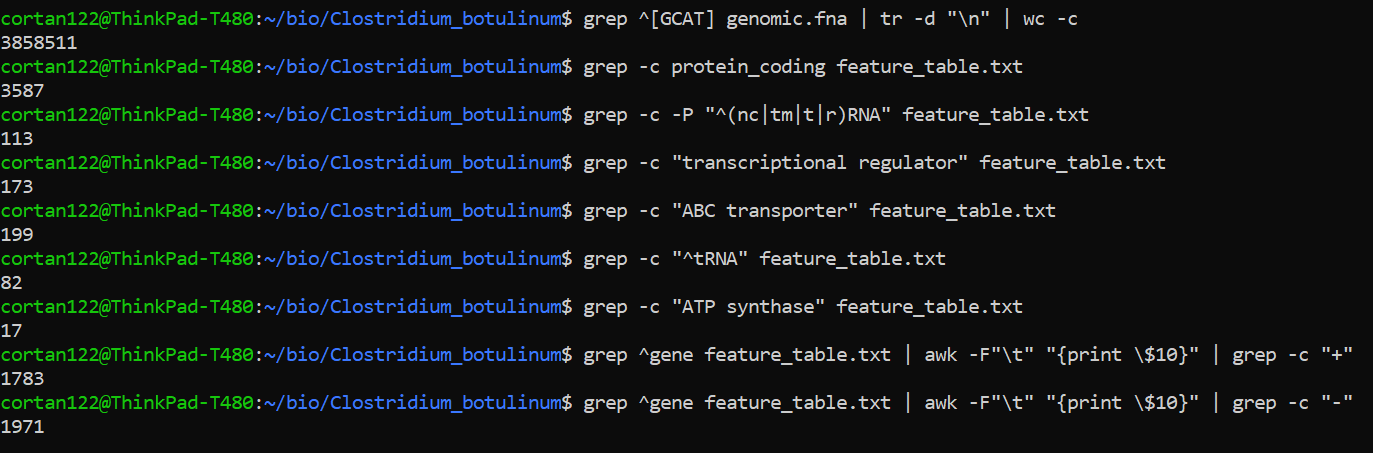 cortan122@ThinkPad-T480:~/bio/Clostridium_botulinum$ grep ^[GCAT] genomic.fna | tr -d "\n" | wc -c
3858511
cortan122@ThinkPad-T480:~/bio/Clostridium_botulinum$ grep -c protein_coding feature_table.txt
3587
cortan122@ThinkPad-T480:~/bio/Clostridium_botulinum$ grep -c -P "^(nc|tm|t|r)RNA" feature_table.txt
113
cortan122@ThinkPad-T480:~/bio/Clostridium_botulinum$ grep -c "transcriptional regulator" feature_table.txt
173
cortan122@ThinkPad-T480:~/bio/Clostridium_botulinum$ grep -c "ABC transporter" feature_table.txt
199
cortan122@ThinkPad-T480:~/bio/Clostridium_botulinum$ grep -c "^tRNA" feature_table.txt
82
cortan122@ThinkPad-T480:~/bio/Clostridium_botulinum$ grep -c "ATP synthase" feature_table.txt
17
cortan122@ThinkPad-T480:~/bio/Clostridium_botulinum$ grep ^gene feature_table.txt | awk -F"\t" "{print \$10}" | grep -c "+"
1783
cortan122@ThinkPad-T480:~/bio/Clostridium_botulinum$ grep ^gene feature_table.txt | awk -F"\t" "{print \$10}" | grep -c "-"
1971